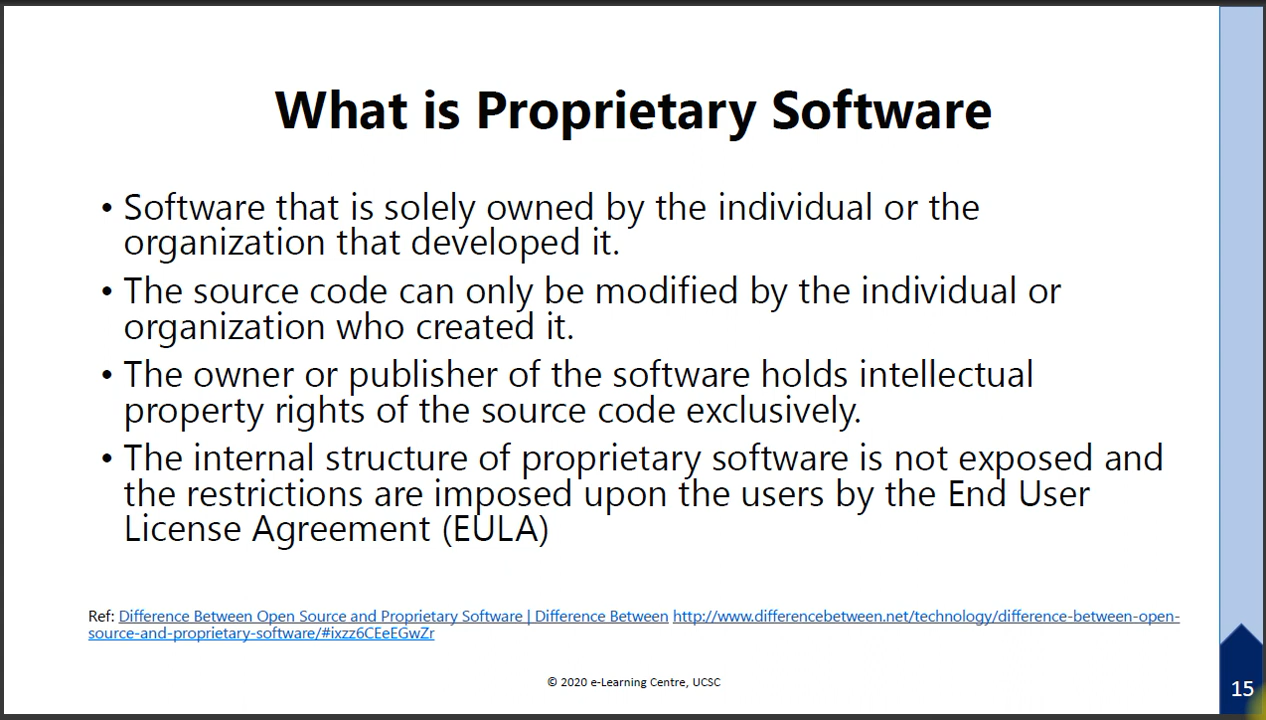 What is Proprietary Software
• Software that is solely owned by the individual or the
organization that developed it.
• The source code can only be modified by the individual or
organization who created it.
• The owner or publisher of the software holds intellectual
property rights of the source code exclusively.
• The internal structure of proprietary software is not exposed and
the restrictions are imposed upon the users by the End User
License Agreement (EULA)
Ref: Difference Between Open Source and Proprietary Software | Difference Between http://www.differencebetween.net/technology/difference-between-open-
source-and-proprietary-software/#ixzz6CEeEGwZr
© 2020 e-Learning Centre, UCSC
15